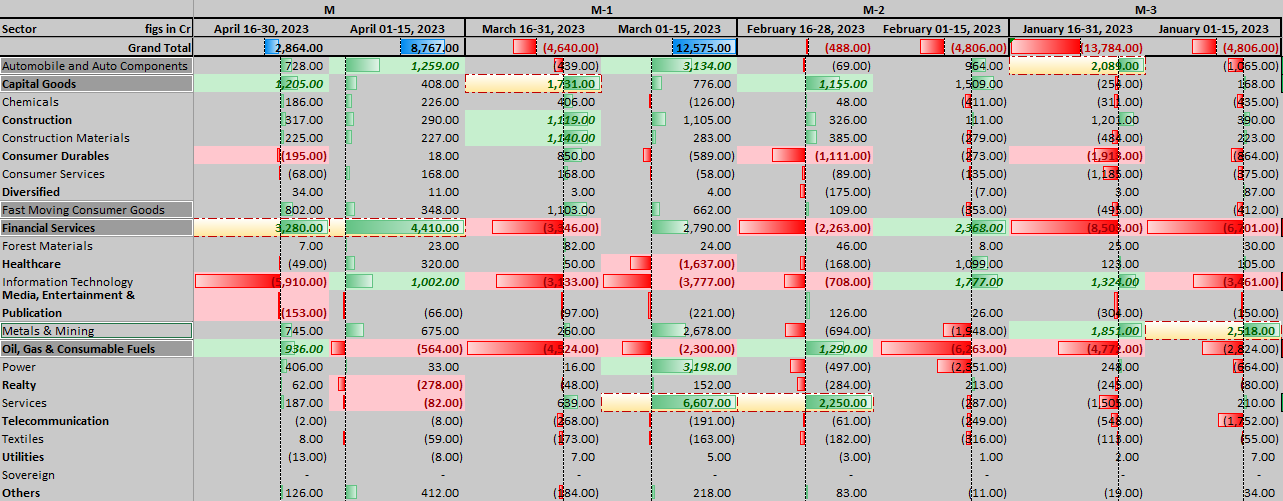 M M-1 M-2 M-3
Sector figs in Cr April 16-30, 2023 April 01-15, 2023 March 16-31, 2023 March 01-15, 2023 February 16-28, 2023 February 01-15, 2023 January 16-31, 2023 January 01-15, 2023
Grand Total 2,864.00 8,767.00 (4,640.00) 12,575.00 (488.00) (4,806.00) (13,784.00) (4,806.00)
Automobile and Auto Components 728.00 1,259.00 (439.00) 3,134.00 (69.00) 964.00 2,089.00 (1,065.00)
Capital Goods 1,205.00 408.00 1,731.00 776.00 1,155.00 1,509.00 (254.00) 168.00
Chemicals 186.00 226.00 406.00 (126.00) 48.00 (411.00) (311.00) (435.00)
Construction 317.00 290.00 1,119.00 1,105.00 326.00 111.00 1,201.00 390.00
Construction Materials 225.00 227.00 1,140.00 283.00 385.00 (279.00) (484.00) 223.00
Consumer Durables (195.00) 18.00 850.00 (589.00) (1,111.00) (273.00) (1,913.00) (864.00)
Consumer Services (68.00) 168.00 168.00 (58.00) (89.00) (135.00) (1,185.00) (375.00)
Diversified 34.00 11.00 3.00 4.00 (175.00) (7.00) 3.00 87.00
Fast Moving Consumer Goods 802.00 348.00 1,103.00 662.00 109.00 (353.00) (495.00) (412.00)
Financial Services 3,280.00 4,410.00 (3,346.00) 2,790.00 (2,263.00) 2,368.00 (8,503.00) (6,701.00)
Forest Materials 7.00 23.00 82.00 24.00 46.00 8.00 25.00 30.00
Healthcare (49.00) 320.00 50.00 (1,637.00) (168.00) 1,099.00 123.00 105.00
Information Technology (5,910.00) 1,002.00 (3,133.00) (3,777.00) (708.00) 1,777.00 1,324.00 (3,461.00)
Media, Entertainment &
Publication (153.00) (66.00) (97.00) (221.00) 126.00 26.00 (304.00) (150.00)
Metals & Mining 745.00 675.00 260.00 2,678.00 (694.00) (1,948.00) 1,851.00 2,518.00
Oil, Gas & Consumable Fuels 936.00 (564.00) (4,524.00) (2,300.00) 1,290.00 (6,263.00) (4,772.00) (2,824.00)
Power 406.00 33.00 16.00 3,198.00 (497.00) (2,351.00) 248.00 (664.00)
Realty 62.00 (278.00) (48.00) 152.00 (284.00) 213.00 (245.00) (80.00)
Services 187.00 (82.00) 639.00 6,607.00 2,250.00 (287.00) (1,505.00) 210.00
Telecommunication (2.00) (8.00) (268.00) (191.00) (61.00) (249.00) (548.00) (1,752.00)
Textiles 8.00 (59.00) (173.00) (163.00) (182.00) (316.00) (113.00) (55.00)
Utilities (13.00) (8.00) 7.00 5.00 (3.00) 1.00 2.00 7.00
Sovereign - - - - - - - -
Others 126.00 412.00 (184.00) 218.00 83.00 (11.00) (19.00) 34.00